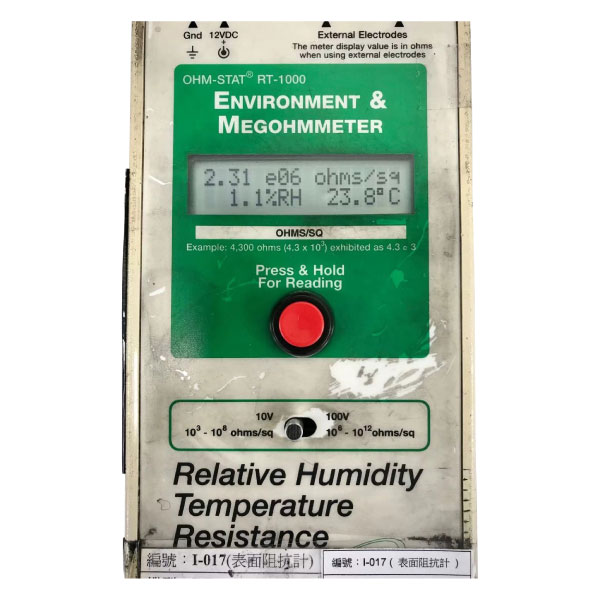 Gnd 12VDC External Electrodes
The meter display value is in ohms
when using external electrodes
OHM-STAT® RT-1000
ENVIRONMENT &
MEGOHMMETER
2.31 e06 ohms/sq
1.1%RH 23.8°C
OHMS/SQ
Example: 4,300 ohms (4.3 x 10³) exhibited as 4.3 e 3
Press & Hold
For Reading
10V 100V
10³ - 10⁶ ohms/sq 10⁶ - 10¹²ohms/sq
Relative Humidity
Temperature
Resistance
編號：I-017(表面阻抗計)
編號：I-017 ( 表面阻抗計 )